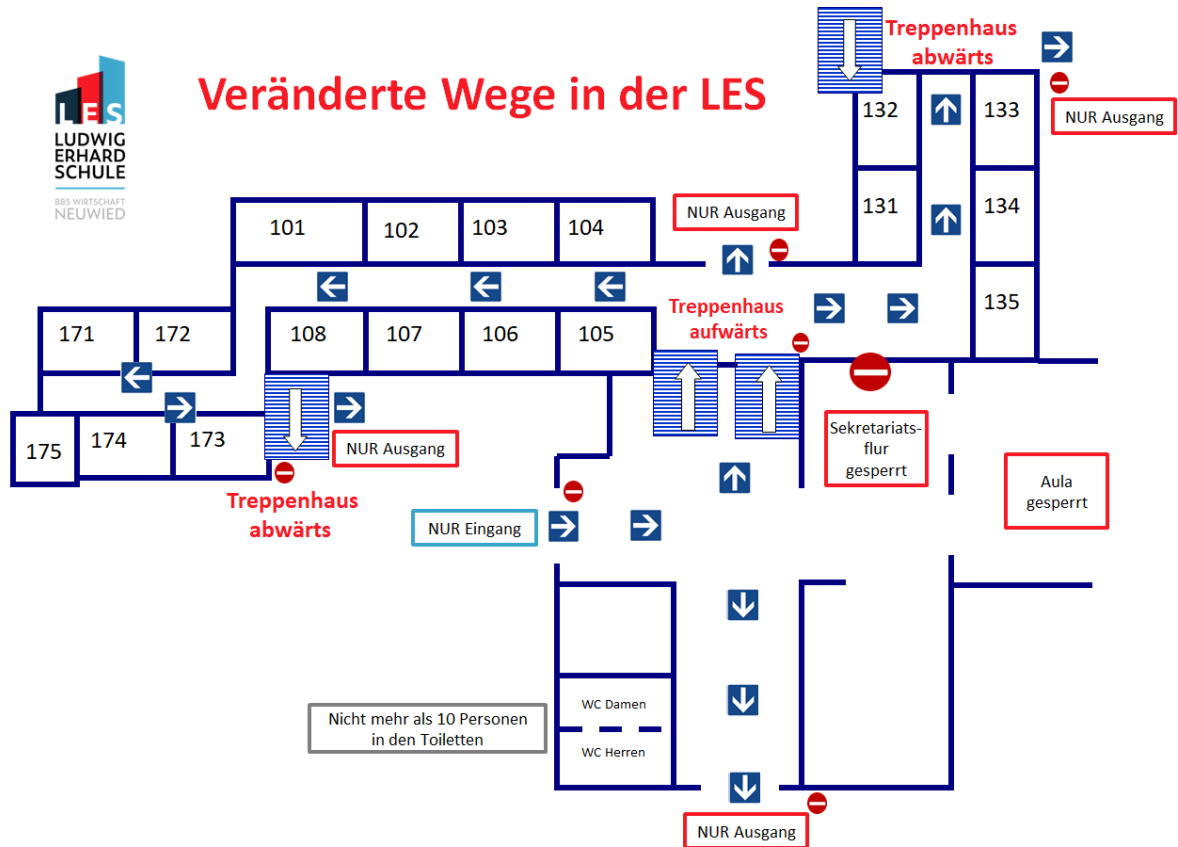 Treppenhaus
abwärts
Veränderte Wege in der LES
LES
LUDWIG
ERHARD
SCHULE
BBS WIRTSCHAFT
NEUWIED
132
133
NUR Ausgang
131
134
135
101
102
103
104
NUR Ausgang
Treppenhaus
aufwärts
171
172
108
107
106
105
175
174
173
NUR Ausgang
Treppenhaus
abwärts
Sekretariats-
flur
gesperrt
Aula
gesperrt
NUR Eingang
Nicht mehr als 10 Personen
in den Toiletten
WC Damen
WC Herren
NUR Ausgang